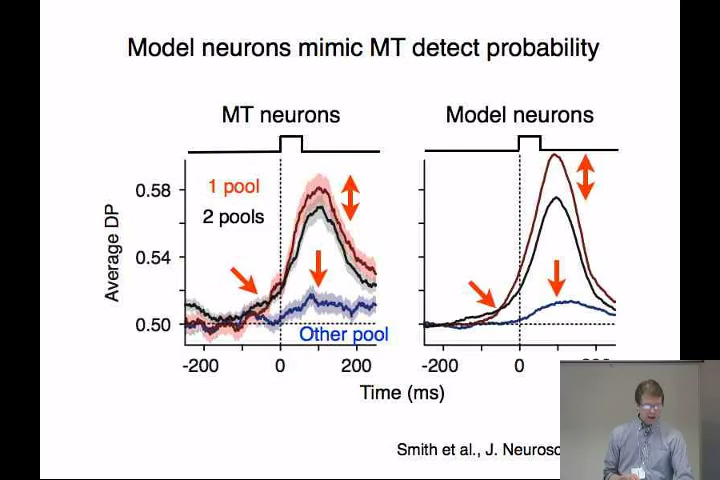 Model neurons mimic MT detect probability
MT neurons
Model neurons
Average DP
0.58
0.54
0.50
1 pool
2 pools
Other pool
-200
0
200
-200
0
Time (ms)
Smith et al., J.